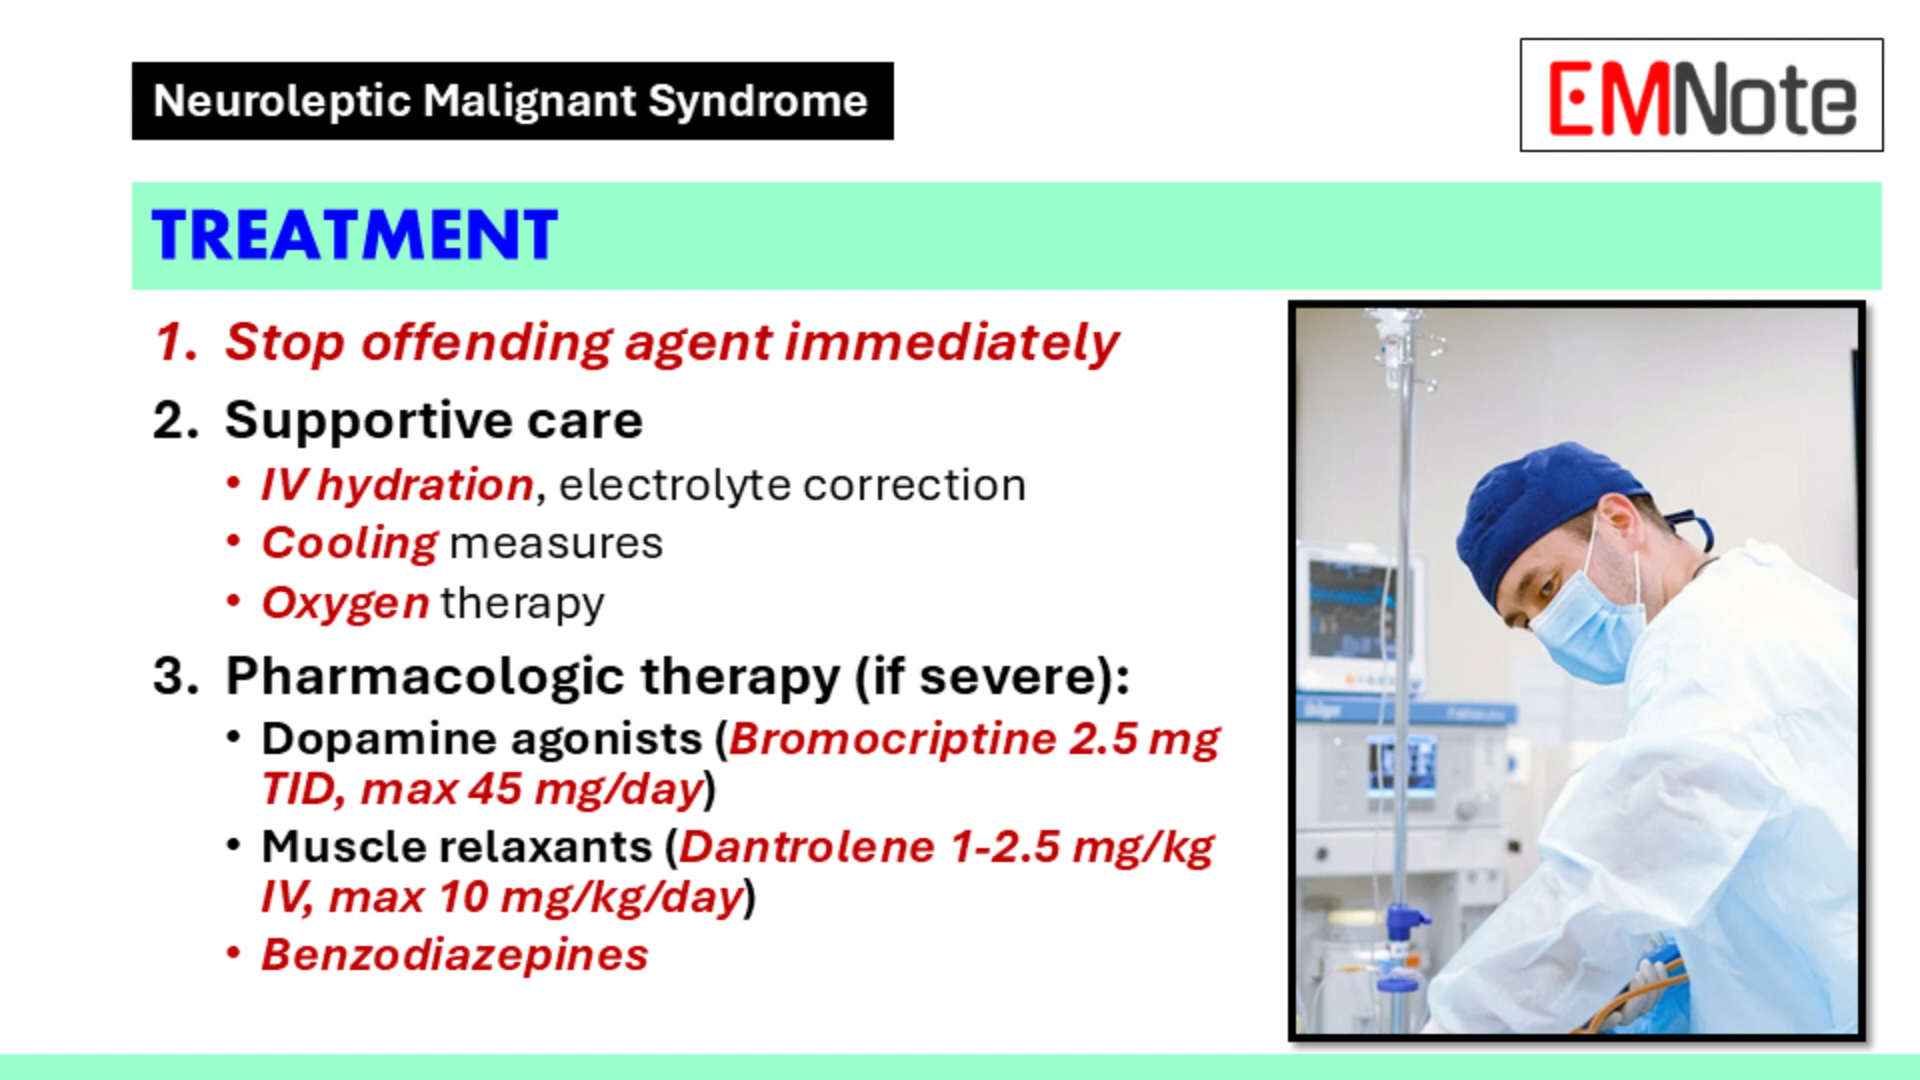 Neuroleptic Malignant Syndrome
EMNote
TREATMENT
1. Stop offending agent immediately
2. Supportive care
• IV hydration, electrolyte correction
• Cooling measures
• Oxygen therapy
3. Pharmacologic therapy (if severe):
• Dopamine agonists (Bromocriptine 2.5 mg
TID, max 45 mg/day)
• Muscle relaxants (Dantrolene 1-2.5 mg/kg
IV, max 10 mg/kg/day)
• Benzodiazepines